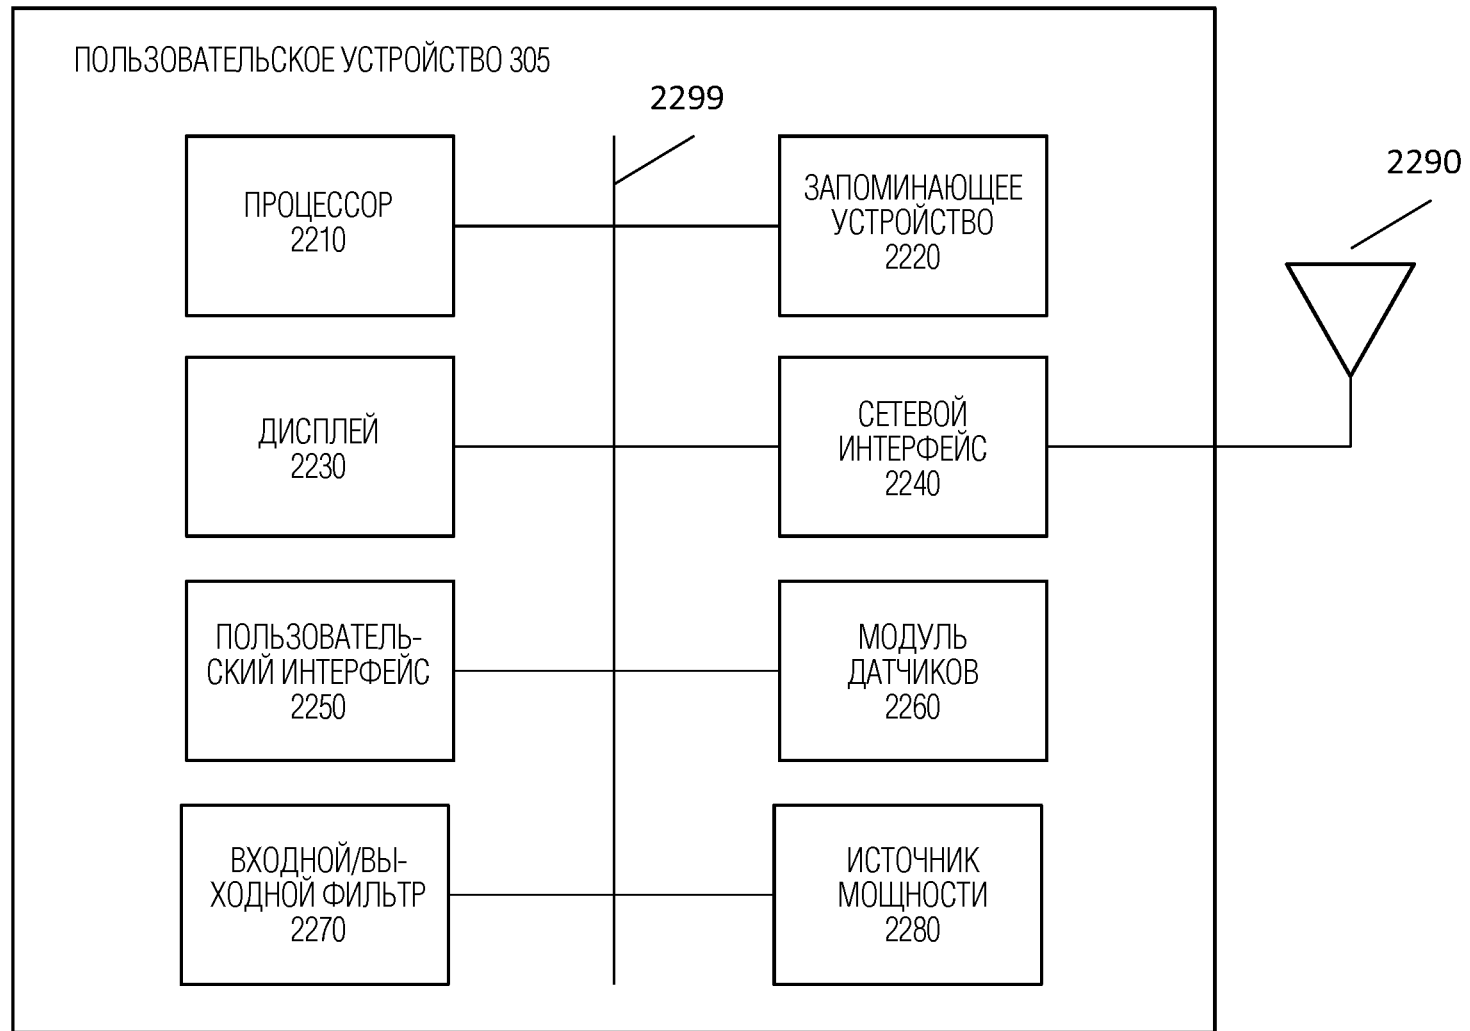 ПОЛЬЗОВАТЕЛЬСКОЕ УСТРОЙСТВО 305
2299
2290
ПРОЦЕССОР
2210
ЗАПОМИНАЮЩЕЕ
УСТРОЙСТВО
2220
ДИСПЛЕЙ
2230
СЕТЕВОЙ
ИНТЕРФЕЙС
2240
ПОЛЬЗОВАТЕЛЬ-
СКИЙ ИНТЕРФЕЙС
2250
МОДУЛЬ
ДАТЧИКОВ
2260
ВХОДНОЙ/ВЫ-
ХОДНОЙ ФИЛЬТР
2270
ИСТОЧНИК
МОЩНОСТИ
2280